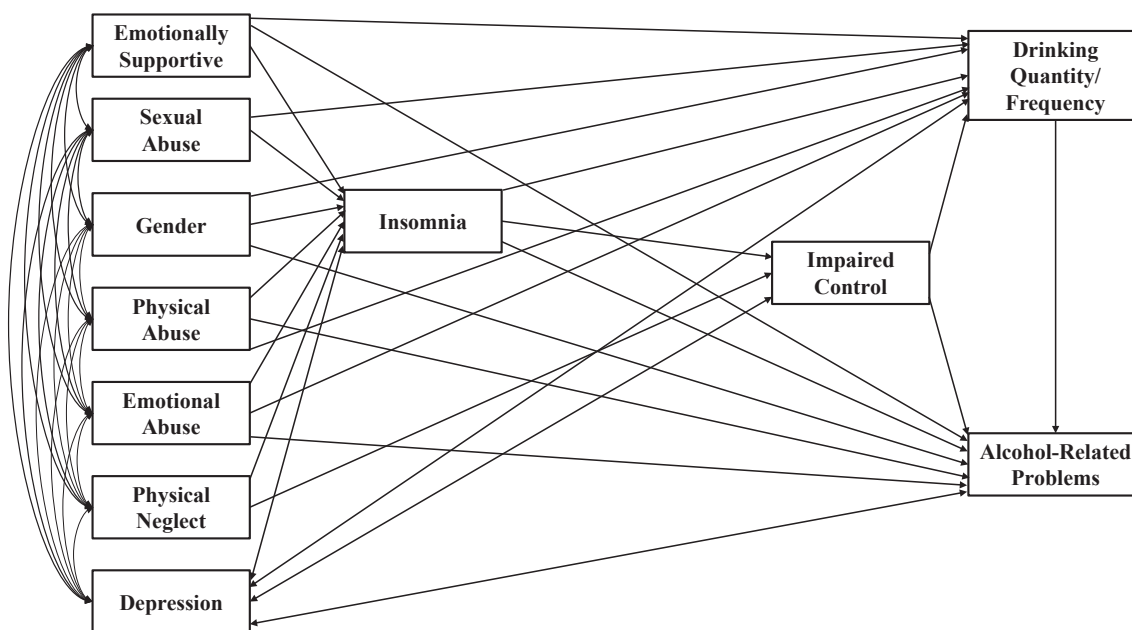 Emotionally
Supportive
Sexual
Abuse
Gender
Physical
Abuse
Emotional
Abuse
Physical
Neglect
Depression
Insomnia
Impaired
Control
Drinking
Quantity/
Frequency
Alcohol-Related
Problems